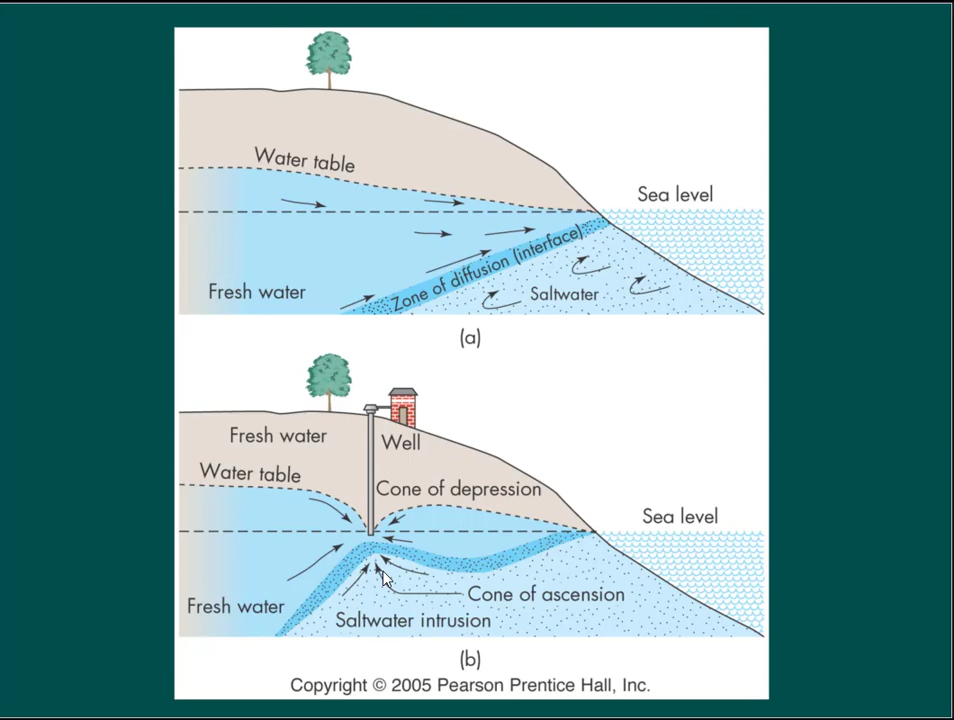 Water table
Sea level
Zone of diffusion (interface)
Fresh water
Saltwater
(a)
Fresh water
Well
Water table
Cone of depression
Sea level
Cone of ascension
Fresh water
Saltwater intrusion
(b)
Copyright © 2005 Pearson Prentice Hall, Inc.